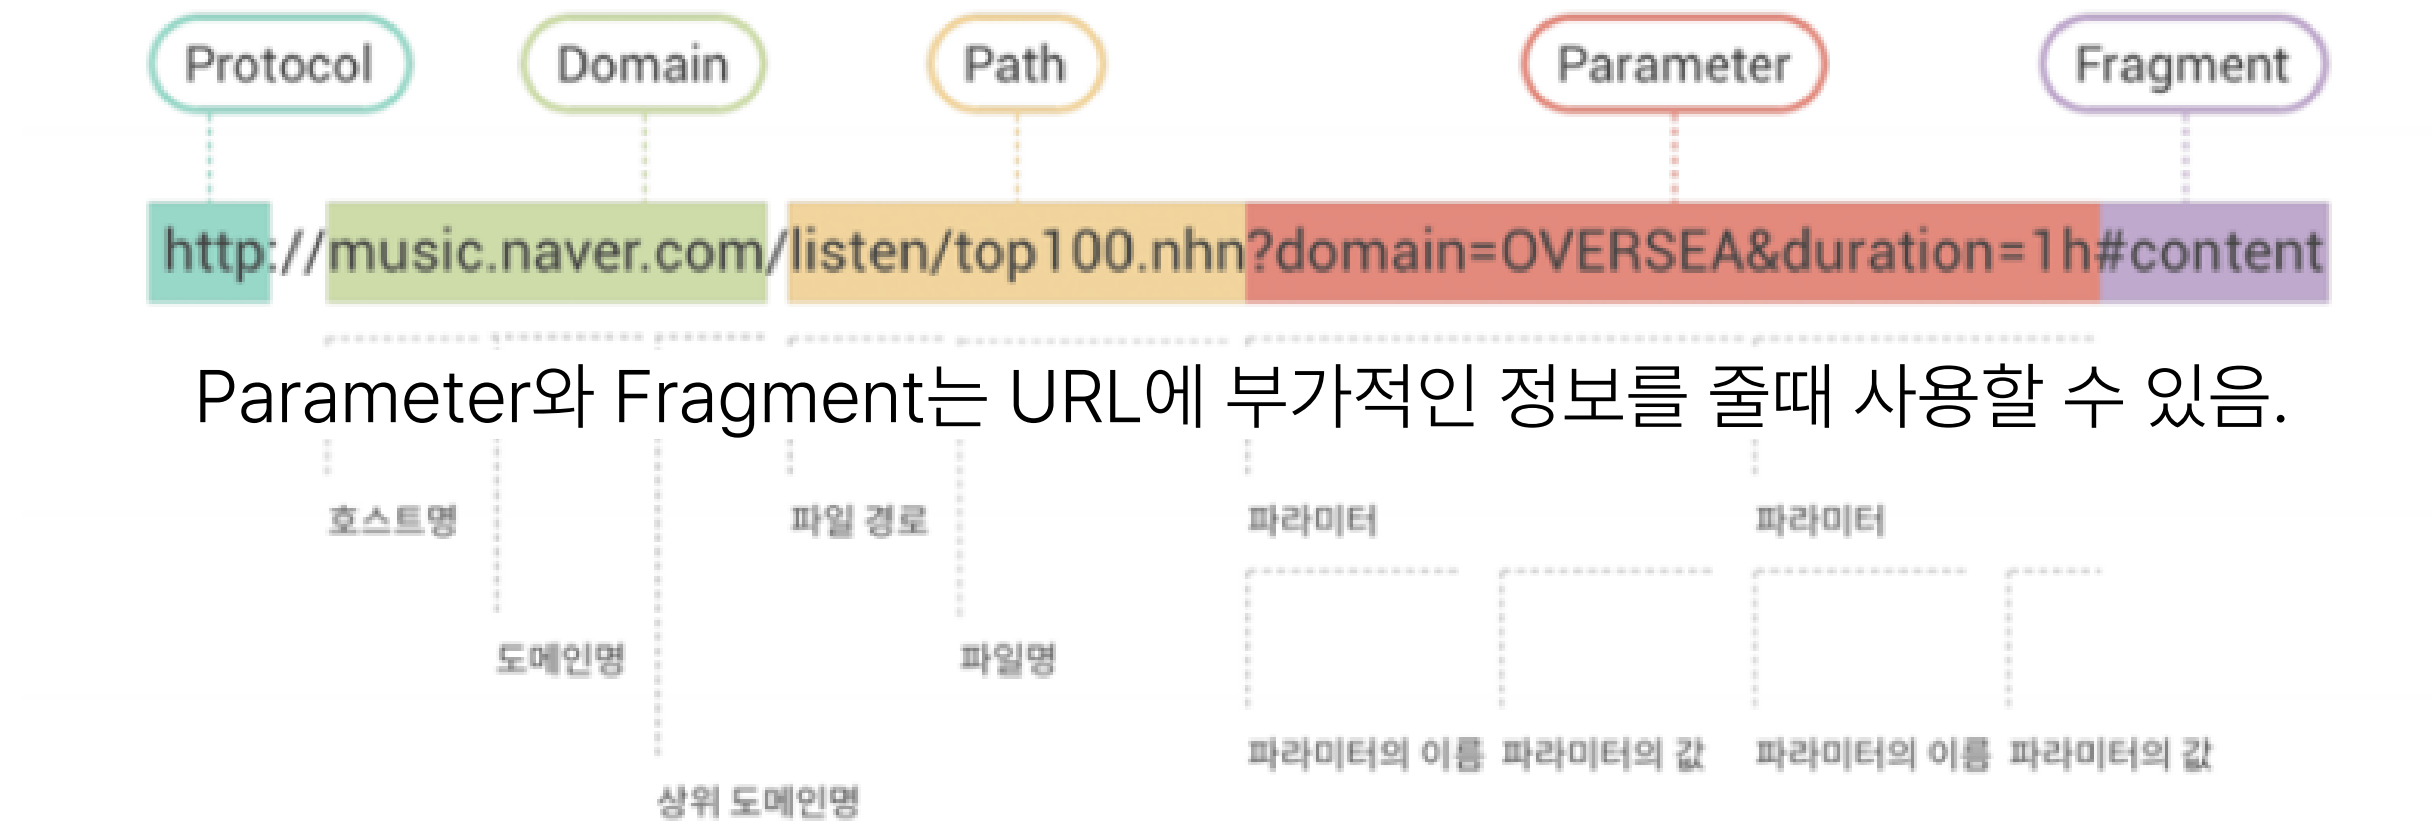 Protocol Domain Path Parameter Fragment
http://music.naver.com/listen/top100.nhn?domain=OVERSEA&duration=1h#content
Parameter와 Fragment는 URL에 부가적인 정보를 줄때 사용할 수 있음.
호스트명 파일 경로 파라미터 파라미터
도메인명 파일명
파라미터의 이름 파라미터의 값 파라미터의 이름 파라미터의 값
상위 도메인명